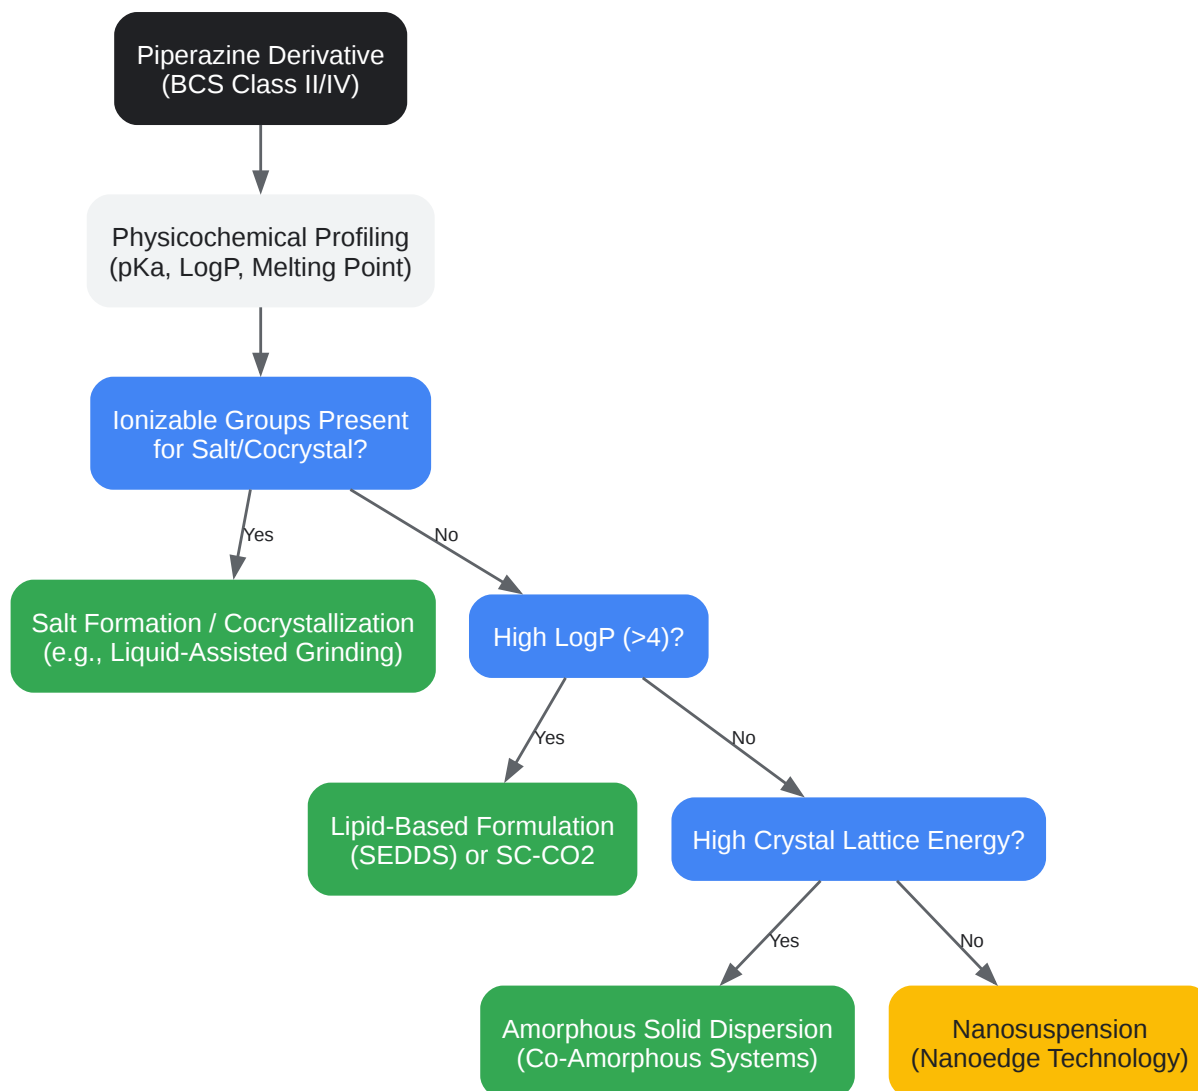 Piperazine Derivative
(BCS Class II/IV)
Physicochemical Profiling
(pKa, LogP, Melting Point)
Ionizable Groups Present
for Salt/Cocrystal?
Yes
No
Salt Formation / Cocrystallization
(e.g., Liquid-Assisted Grinding)
High LogP (>4)?
Yes
No
Lipid-Based Formulation
(SEDDS) or SC-CO2
High Crystal Lattice Energy?
Yes
No
Amorphous Solid Dispersion
(Co-Amorphous Systems)
Nanosuspension
(Nanoedge Technology)